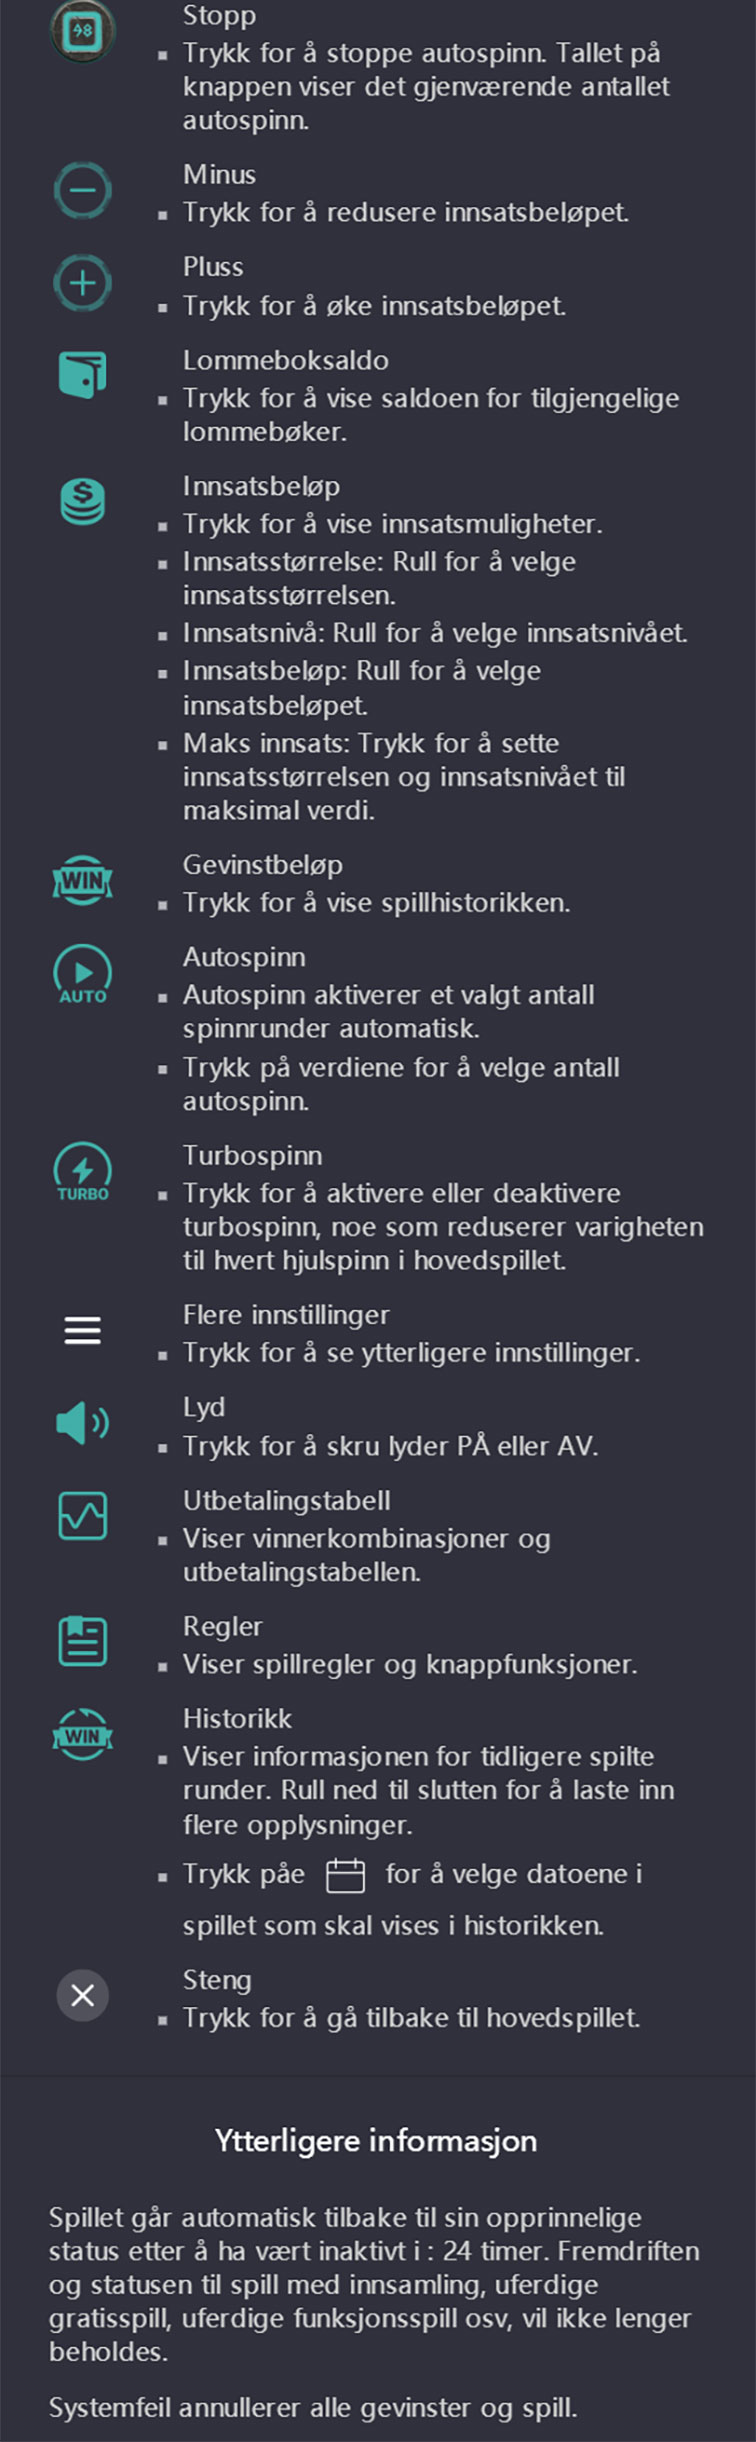 Stopp
▪ Trykk for å stoppe autospinn. Tallet på
knappen viser det gjenværende antallet
autospinn.
Minus
▪ Trykk for å redusere innsatsbeløpet.
Pluss
▪ Trykk for å øke innsatsbeløpet.
Lommeboksaldo
▪ Trykk for å vise saldoen for tilgjengelige
lommebøker.
Innsatsbeløp
▪ Trykk for å vise innsatsmuligheter.
▪ Innsatsstørrelse: Rull for å velge
innsatsstørrelsen.
▪ Innsatsnivå: Rull for å velge innsatsnivået.
▪ Innsatsbeløp: Rull for å velge
innsatsbeløpet.
▪ Maks innsats: Trykk for å sette
innsatsstørrelsen og innsatsnivået til
maksimal verdi.
WIN
Gevinstbeløp
▪ Trykk for å vise spillhistorikken.
AUTO
Autospinn
▪ Autospinn aktiverer et valgt antall
spinnrunder automatisk.
▪ Trykk på verdiene for å velge antall
autospinn.
TURBO
Turbospinn
▪ Trykk for å aktivere eller deaktivere
turbospinn, noe som reduserer varigheten
til hvert hjulspinn i hovedspillet.
Flere innstillinger
▪ Trykk for å se ytterligere innstillinger.
Lyd
▪ Trykk for å skru lyder PÅ eller AV.
Utbetalingstabell
▪ Viser vinnerkombinasjoner og
utbetalingstabellen.
Regler
▪ Viser spillregler og knappfunksjoner.
WIN
Historikk
▪ Viser informasjonen for tidligere spilte
runder. Rull ned til slutten for å laste inn
flere opplysninger.
▪ Trykk påe for å velge datoene i
spillet som skal vises i historikken.
Steng
▪ Trykk for å gå tilbake til hovedspillet.
Ytterligere informasjon
Spillet går automatisk tilbake til sin opprinnelige
status etter å ha vært inaktivt i : 24 timer. Fremdriften
og statusen til spill med innsamling, uferdige
gratisspill, uferdige funksjonsspill osv, vil ikke lenger
beholdes.
Systemfeil annullerer alle gevinster og spill.